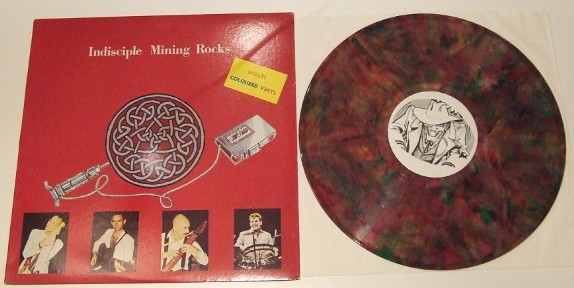 Indisciple Mining Rocks
MULTI
COLOURED VINYL